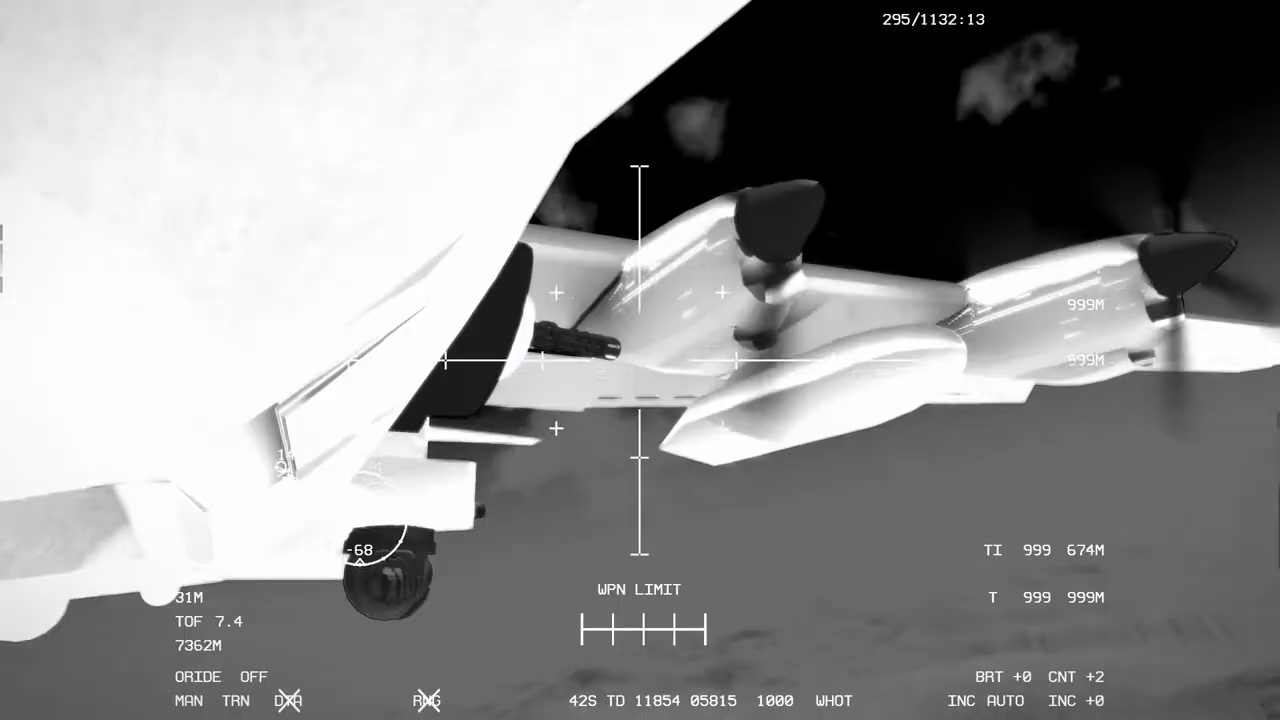 295/1132:13
999M
999M
-68
WPN LIMIT
TI 999 674M
31M
T 999 999M
TOF 7.4
7362M
ORIDE OFF
BRT +0 CNT +2
MAN TRN DTA RNG 42S TD 11854 05815 1000 WHOT INC AUTO INC +0